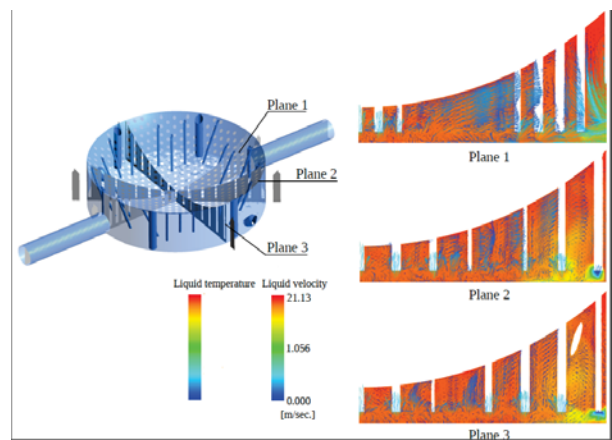 Plane 1
Plane 2
Plane 3
Liquid temperature Liquid velocity
21.13
1.056
0.000
[m/sec.]
Plane 1
Plane 2
Plane 3